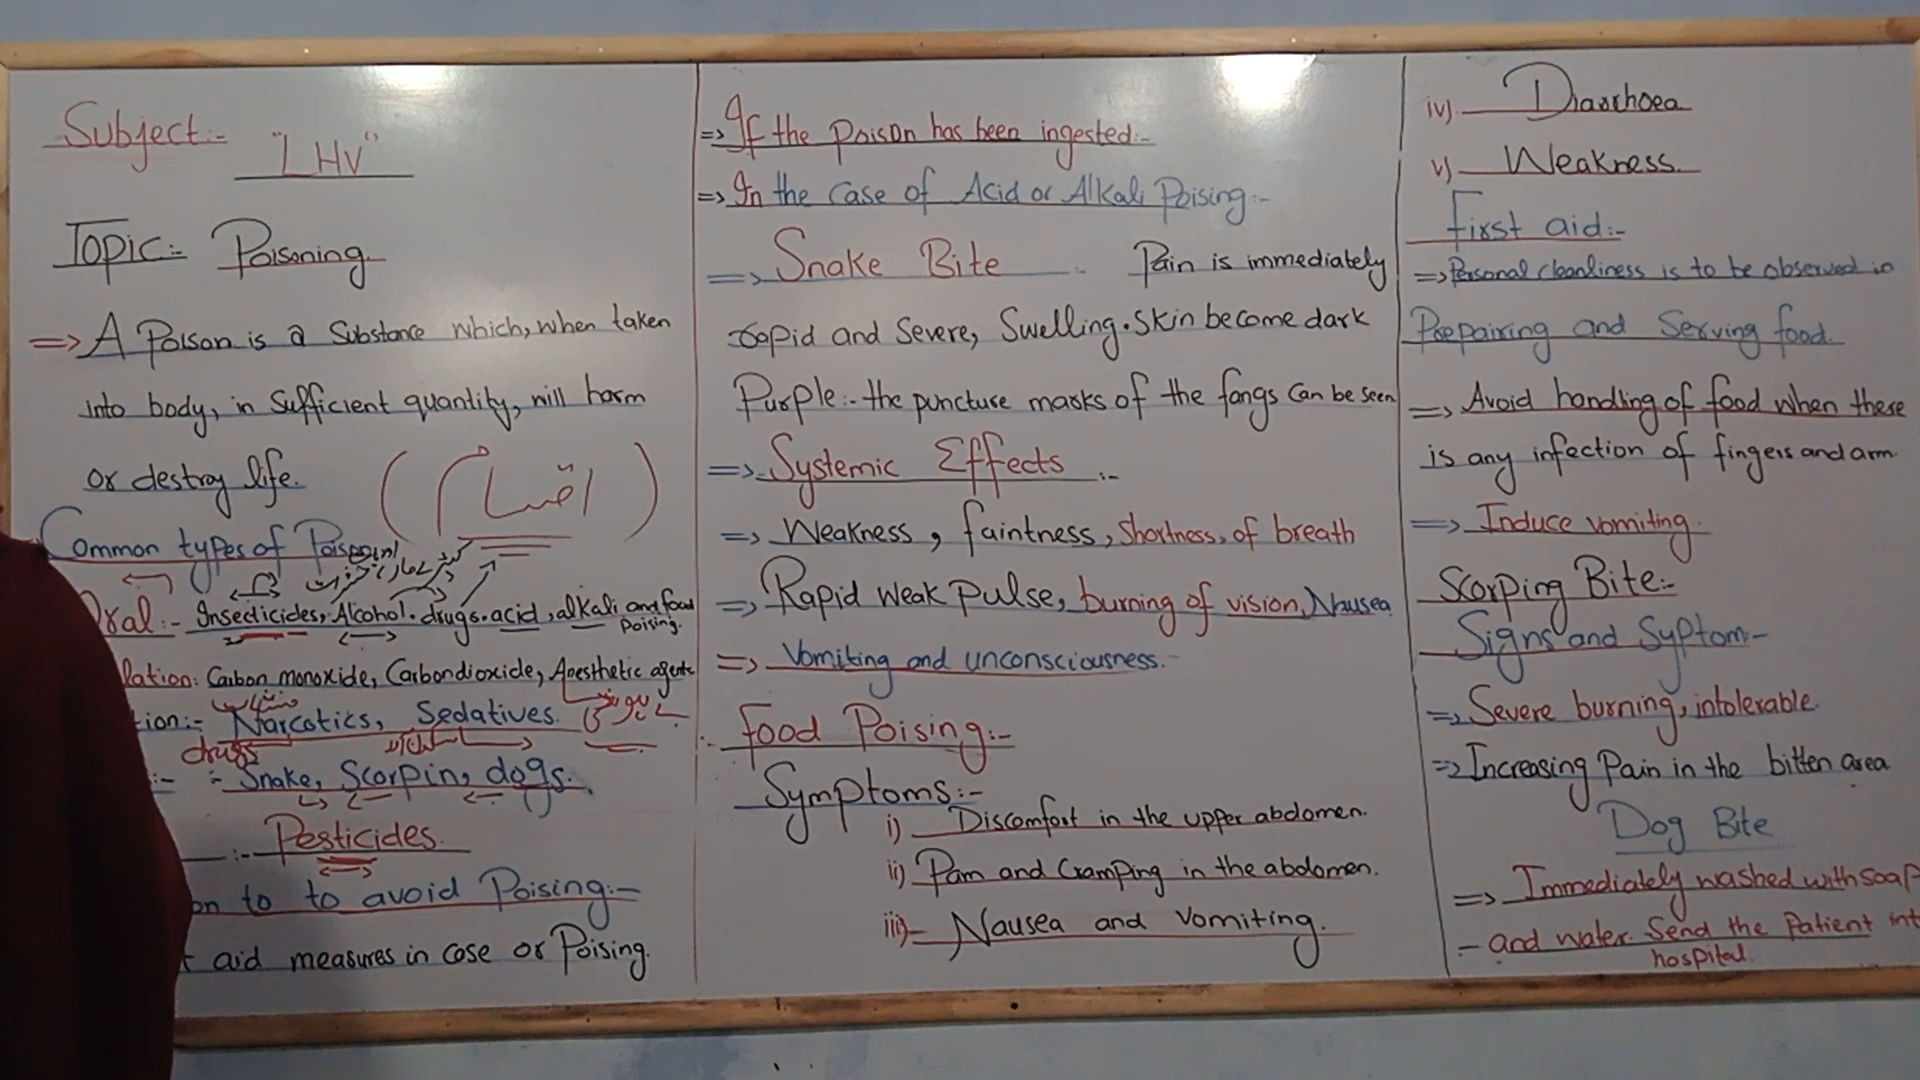 Subject:-
"LHV"
Topic:- Poisoning.
=> A Poison is a Substance which, when taken
into body, in Sufficient quantity, will harm
or destroy life.
(اقسام)
Common types of Poisening
Oral:- Insecticides, Alcohol. drugs. acid, alkali and food
Poising.
lation: Carbon monoxide, Carbondioxide, Anesthetic agents
tion:- Narcotics, Sedatives.
drugs
:- = Snake, Scorpin, dogs.
:- Pesticides.
on to to avoid Poising:-
t aid measures in case or Poising.
=> If the Poison has been ingested:-
=> In the Case of Acid or Alkali Poising:-
=> Snake Bite Pain is immediately
rapid and Severe, Swelling. Skin become dark
Purple:- the puncture marks of the fangs Can be seen
=> Systemic Effects :-
=> Weakness, faintness, Shortness, of breath
=> Rapid weak Pulse, burning of vision, Nausea
=> Vomiting and unconsciousness.
Food Poising:-
Symptoms:-
i) Discomfort in the upper abdomen.
ii) Pam and Cramping in the abdomen.
iii)- Nausea and Vomiting.
iv). Diarrhoea
v) Weakness.
First aid:-
=> Personal cleanliness is to be observed in
Prepairing and Serving food.
=> Avoid handling of food when there
is any infection of fingers and arm.
=> Induce vomiting.
Scorping Bite:-
Signs and Syptom:-
=> Severe burning, intolerable.
=> Increasing Pain in the bitten area
Dog Bite
=> Immediately washed with soap
- and water. Send the Patient int
hospital.